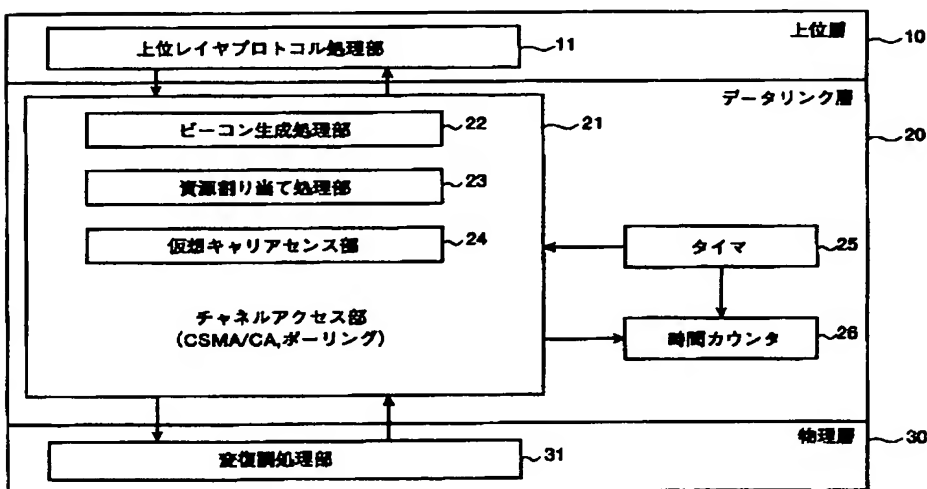 上位層
10
上位レイヤプロトコル処理部
11
データリンク層
20
21
ビーコン生成処理部
22
資源割り当て処理部
23
仮想キャリアセンス部
24
タイマ
25
チャネルアクセス部
(CSMA/CA,ポーリング)
時間カウンタ
26
物理層
30
変復調処理部
31